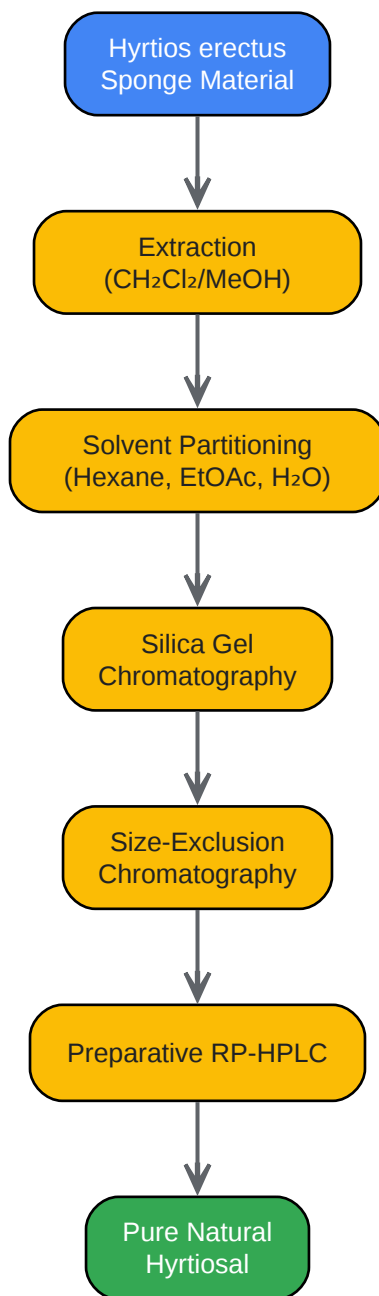 Hyrtios erectus
Sponge Material
Extraction
(CH₂Cl₂/MeOH)
Solvent Partitioning
(Hexane, EtOAc, H₂O)
Silica Gel
Chromatography
Size-Exclusion
Chromatography
Preparative RP-HPLC
Pure Natural
Hyrtiosal